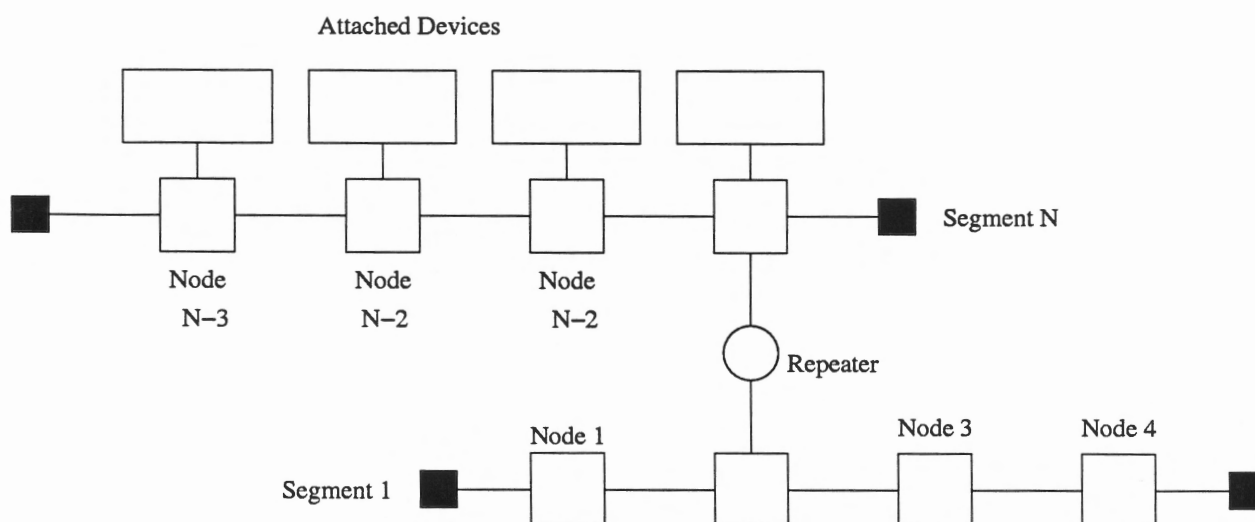 Attached Devices
Segment N
Node
N−3
Node
N−2
Node
N−2
Repeater
Node 1
Node 3
Node 4
Segment 1